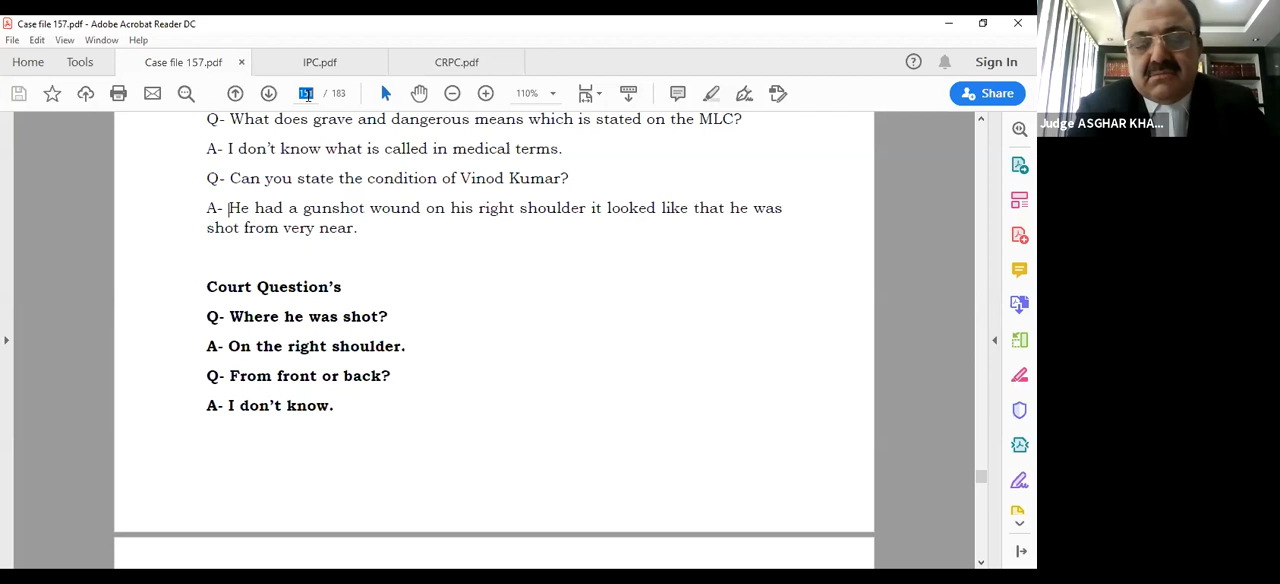 Case file 157.pdf - Adobe Acrobat Reader DC
File Edit View Window Help
Home Tools Case file 157.pdf × IPC.pdf CRPC.pdf Sign In
/ 183 110% Share
Judge ASGHAR KHA...
Q- What does grave and dangerous means which is stated on the MLC?
A- I don't know what is called in medical terms.
Q- Can you state the condition of Vinod Kumar?
A- He had a gunshot wound on his right shoulder it looked like that he was
shot from very near.
Court Question's
Q- Where he was shot?
A- On the right shoulder.
Q- From front or back?
A- I don't know.